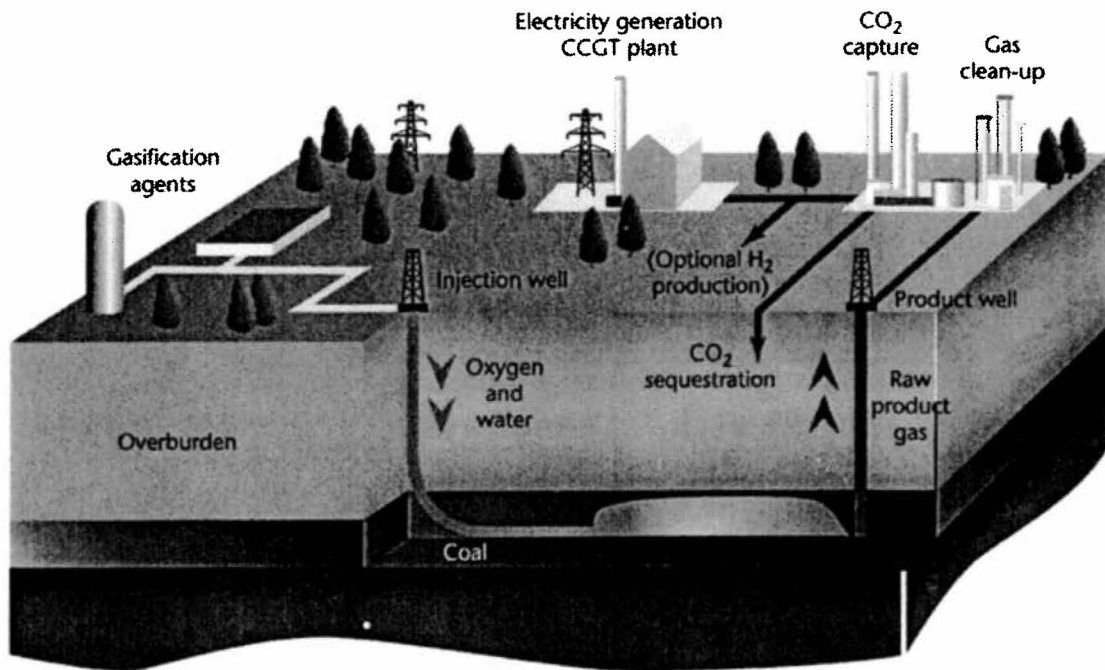 Electricity generation
CCGT plant
CO₂
capture
Gas
clean-up
Gasification
agents
Injection well
(Optional H₂
production)
Product well
Oxygen
and
water
CO₂
sequestration
Raw
product
gas
Overburden
Coal